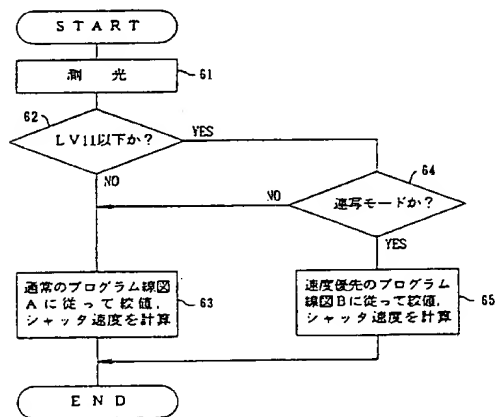 START
測 光
61
62
LV11以下か?
YES
NO
64
NO
連写モードか?
YES
通常のプログラム線図
Aに従って絞値,
シャッタ速度を計算
63
速度優先のプログラム
線図Bに従って絞値,
シャッタ速度を計算
65
END